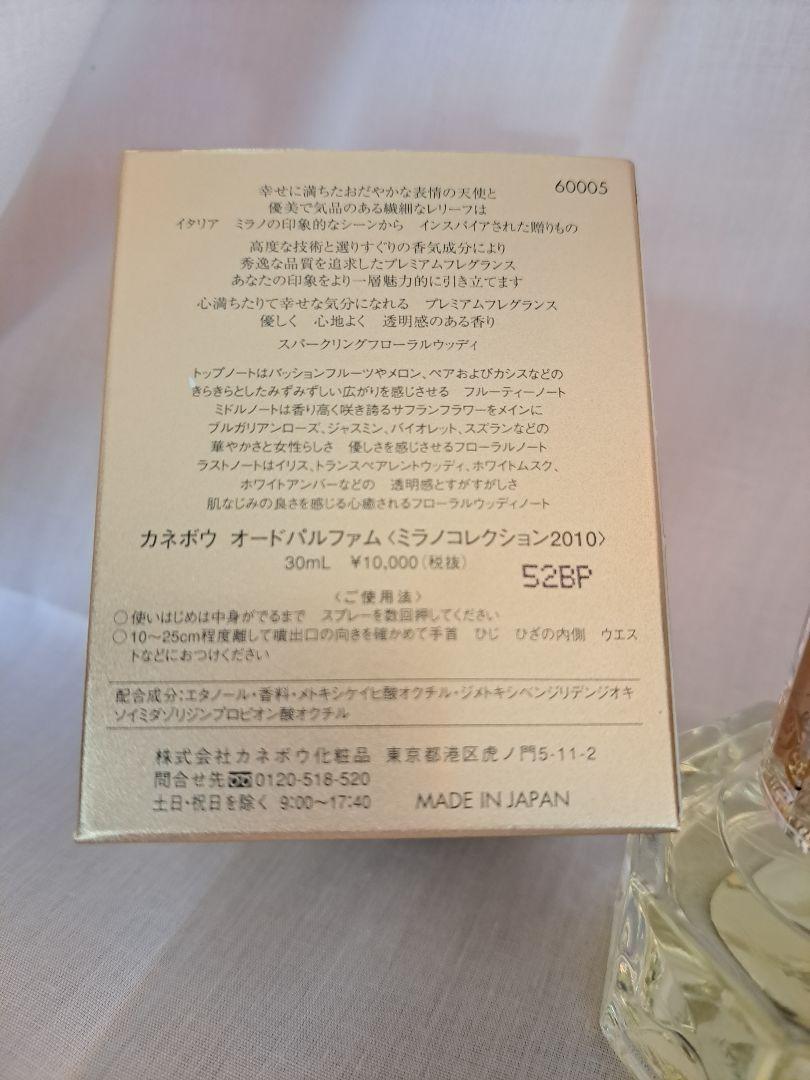 60005
幸せに満ちたおだやかな表情の天使と
優美で気品のある繊細なレリーフは
イタリア ミラノの印象的なシーンから インスパイアされた贈りもの
高度な技術と選りすぐりの香気成分により
秀逸な品質を追求したプレミアムフレグランス
あなたの印象をより一層魅力的に引き立てます
心満ちたりて幸せな気分になれる プレミアムフレグランス
優しく 心地よく 透明感のある香り
スパークリングフローラルウッディ
トップノートはパッションフルーツやメロン、ペアおよびカシスなどの
きらきらとしたみずみずしい広がりを感じさせる フルーティーノート
ミドルノートは香り高く咲き誇るサフランフラワーをメインに
ブルガリアンローズ、ジャスミン、バイオレット、スズランなどの
華やかさと女性らしさ 優しさを感じさせるフローラルノート
ラストノートはイリス、トランスペアレントウッディ、ホワイトムスク、
ホワイトアンバーなどの 透明感とすがすがしさ
肌なじみの良さを感じる心癒されるフローラルウッディノート
カネボウ オードパルファム〈ミラノコレクション2010〉
30mL ¥10,000(税抜)
52BP
〈ご使用法〉
○使いはじめは中身がでるまで スプレーを数回押してください
○10〜25cm程度離して噴出口の向きを確かめて手首 ひじ ひざの内側 ウエス
トなどにおつけください
配合成分:エタノール・香料・メトキシケイヒ酸オクチル・ジメトキシベンジリデンジオキ
ソイミダゾリジンプロピオン酸オクチル
株式会社カネボウ化粧品 東京都港区虎ノ門5-11-2
問合せ先 0120-518-520
土日・祝日を除く 9:00〜17:40 MADE IN JAPAN